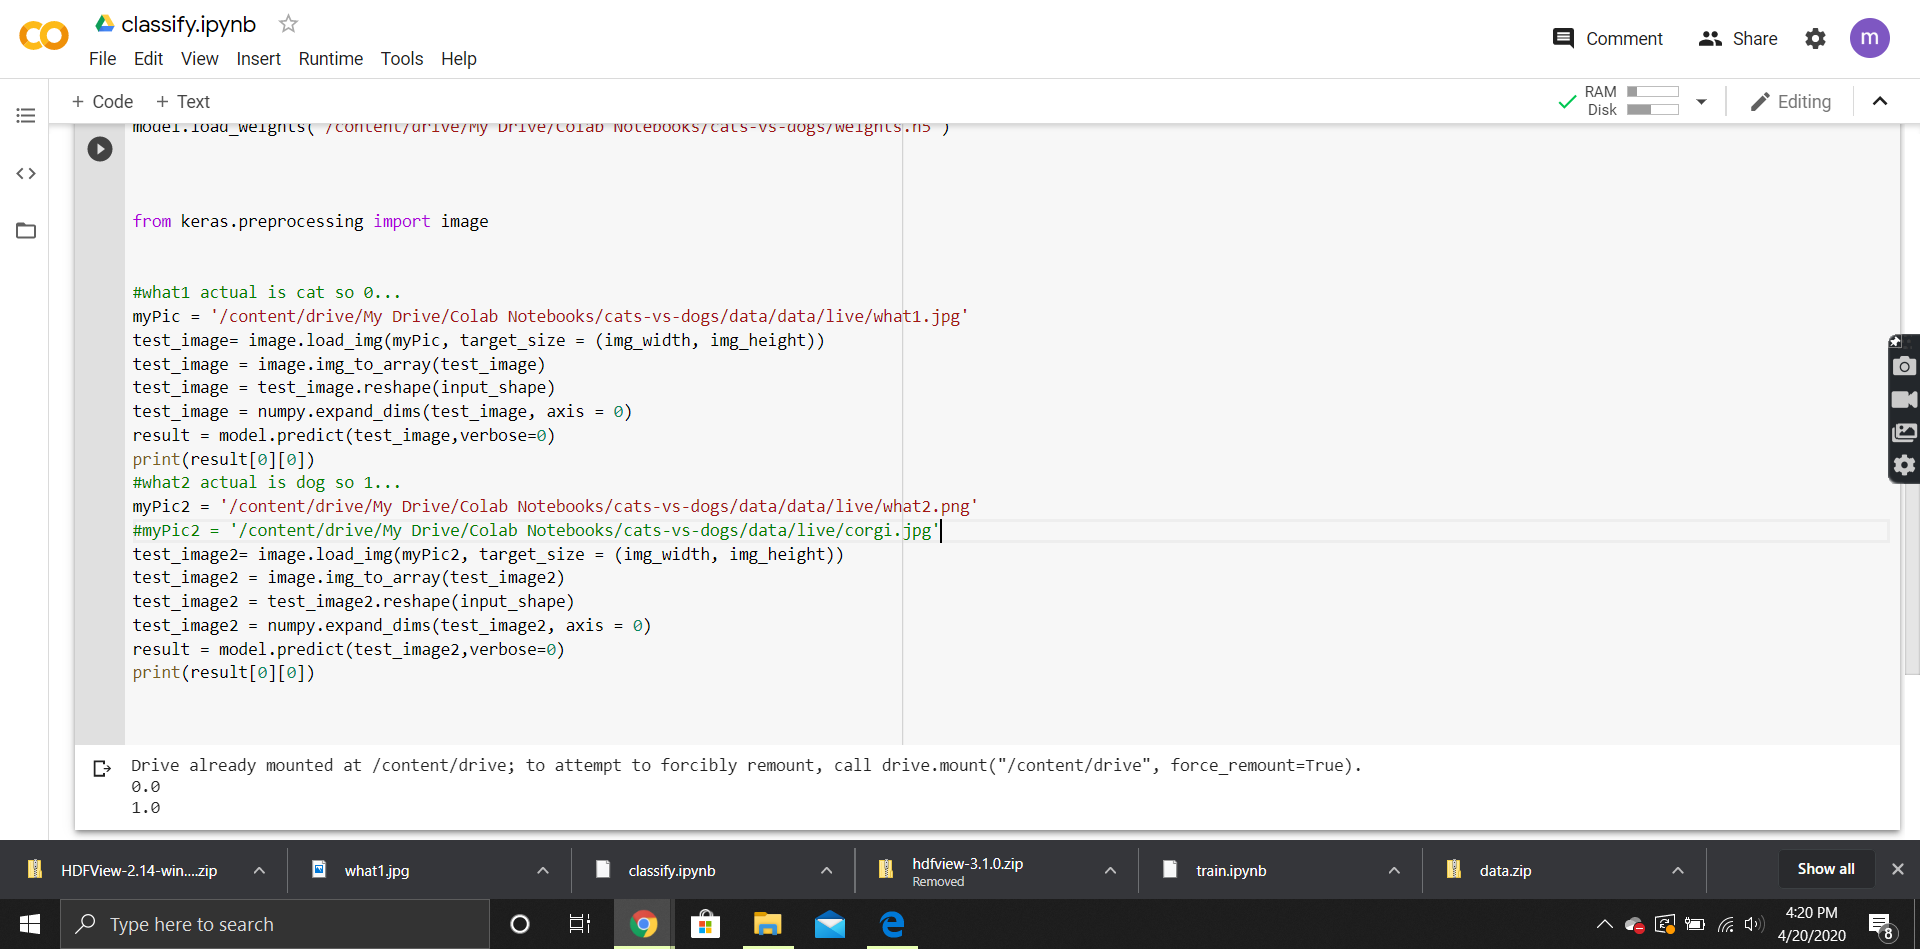 classify.ipynb
File Edit View Insert Runtime Tools Help
Comment
Share
m
+ Code + Text
RAM
Disk
Editing
model.load_weights('/content/drive/My Drive/Colab Notebooks/cats-vs-dogs/weights.h5')
from keras.preprocessing import image
#what1 actual is cat so 0...
myPic = '/content/drive/My Drive/Colab Notebooks/cats-vs-dogs/data/data/live/what1.jpg'
test_image= image.load_img(myPic, target_size = (img_width, img_height))
test_image = image.img_to_array(test_image)
test_image = test_image.reshape(input_shape)
test_image = numpy.expand_dims(test_image, axis = 0)
result = model.predict(test_image,verbose=0)
print(result[0][0])
#what2 actual is dog so 1...
myPic2 = '/content/drive/My Drive/Colab Notebooks/cats-vs-dogs/data/data/live/what2.png'
#myPic2 = '/content/drive/My Drive/Colab Notebooks/cats-vs-dogs/data/live/corgi.jpg'
test_image2= image.load_img(myPic2, target_size = (img_width, img_height))
test_image2 = image.img_to_array(test_image2)
test_image2 = test_image2.reshape(input_shape)
test_image2 = numpy.expand_dims(test_image2, axis = 0)
result = model.predict(test_image2,verbose=0)
print(result[0][0])
Drive already mounted at /content/drive; to attempt to forcibly remount, call drive.mount("/content/drive", force_remount=True).
0.0
1.0
HDFView-2.14-win....zip
what1.jpg
classify.ipynb
hdfview-3.1.0.zip
Removed
train.ipynb
data.zip
Show all
Type here to search
4:20 PM
4/20/2020
8